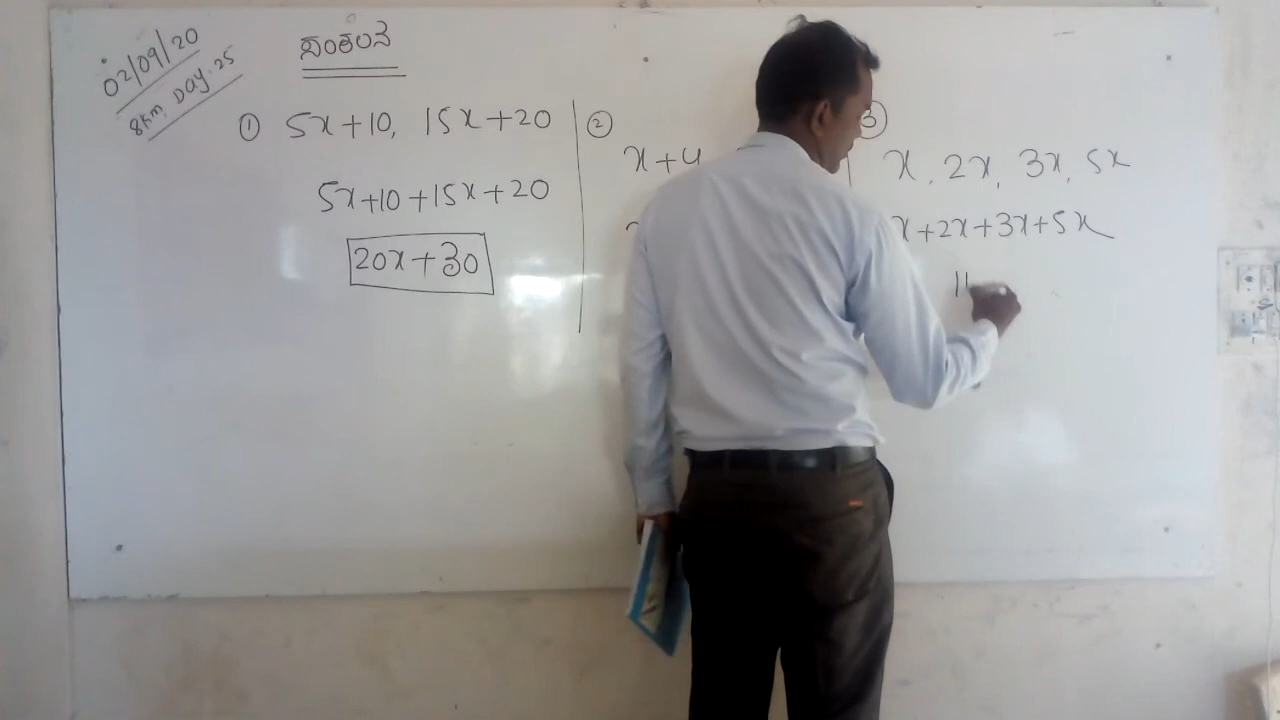 02/09/20
8Km, Day-25
ಸಂಕಲನ
① 5x+10, 15x+20
5x+10+15x+20
20x+30
②
x+4
③
x, 2x, 3x, 5x
x+2x+3x+5x
11